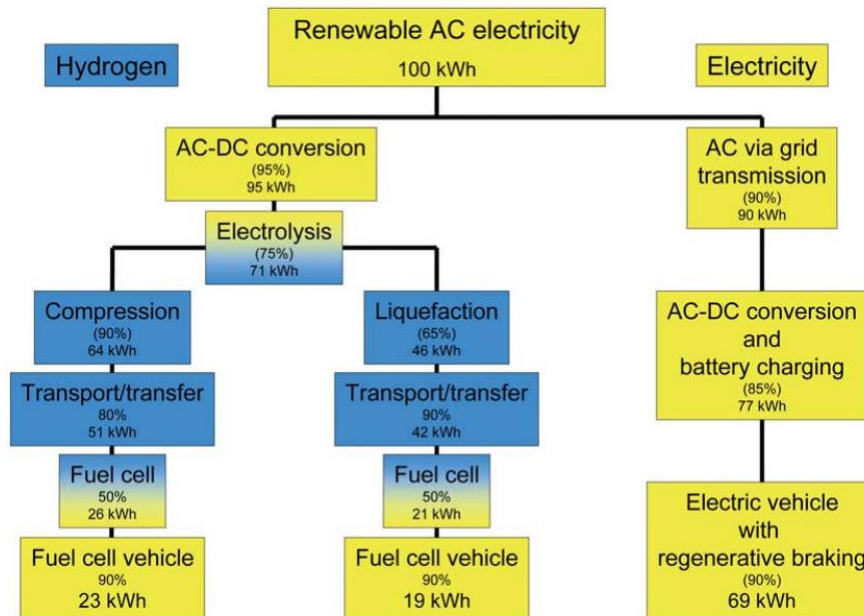 Renewable AC electricity
100 kWh
Hydrogen
Electricity
AC-DC conversion
(95%)
95 kWh
AC via grid
transmission
(90%)
90 kWh
Electrolysis
(75%)
71 kWh
Compression
(90%)
64 kWh
Liquefaction
(65%)
46 kWh
AC-DC conversion
and
battery charging
(85%)
77 kWh
Transport/transfer
80%
51 kWh
Transport/transfer
90%
42 kWh
Fuel cell
50%
26 kWh
Fuel cell
50%
21 kWh
Electric vehicle
with
regenerative braking
(90%)
69 kWh
Fuel cell vehicle
90%
23 kWh
Fuel cell vehicle
90%
19 kWh